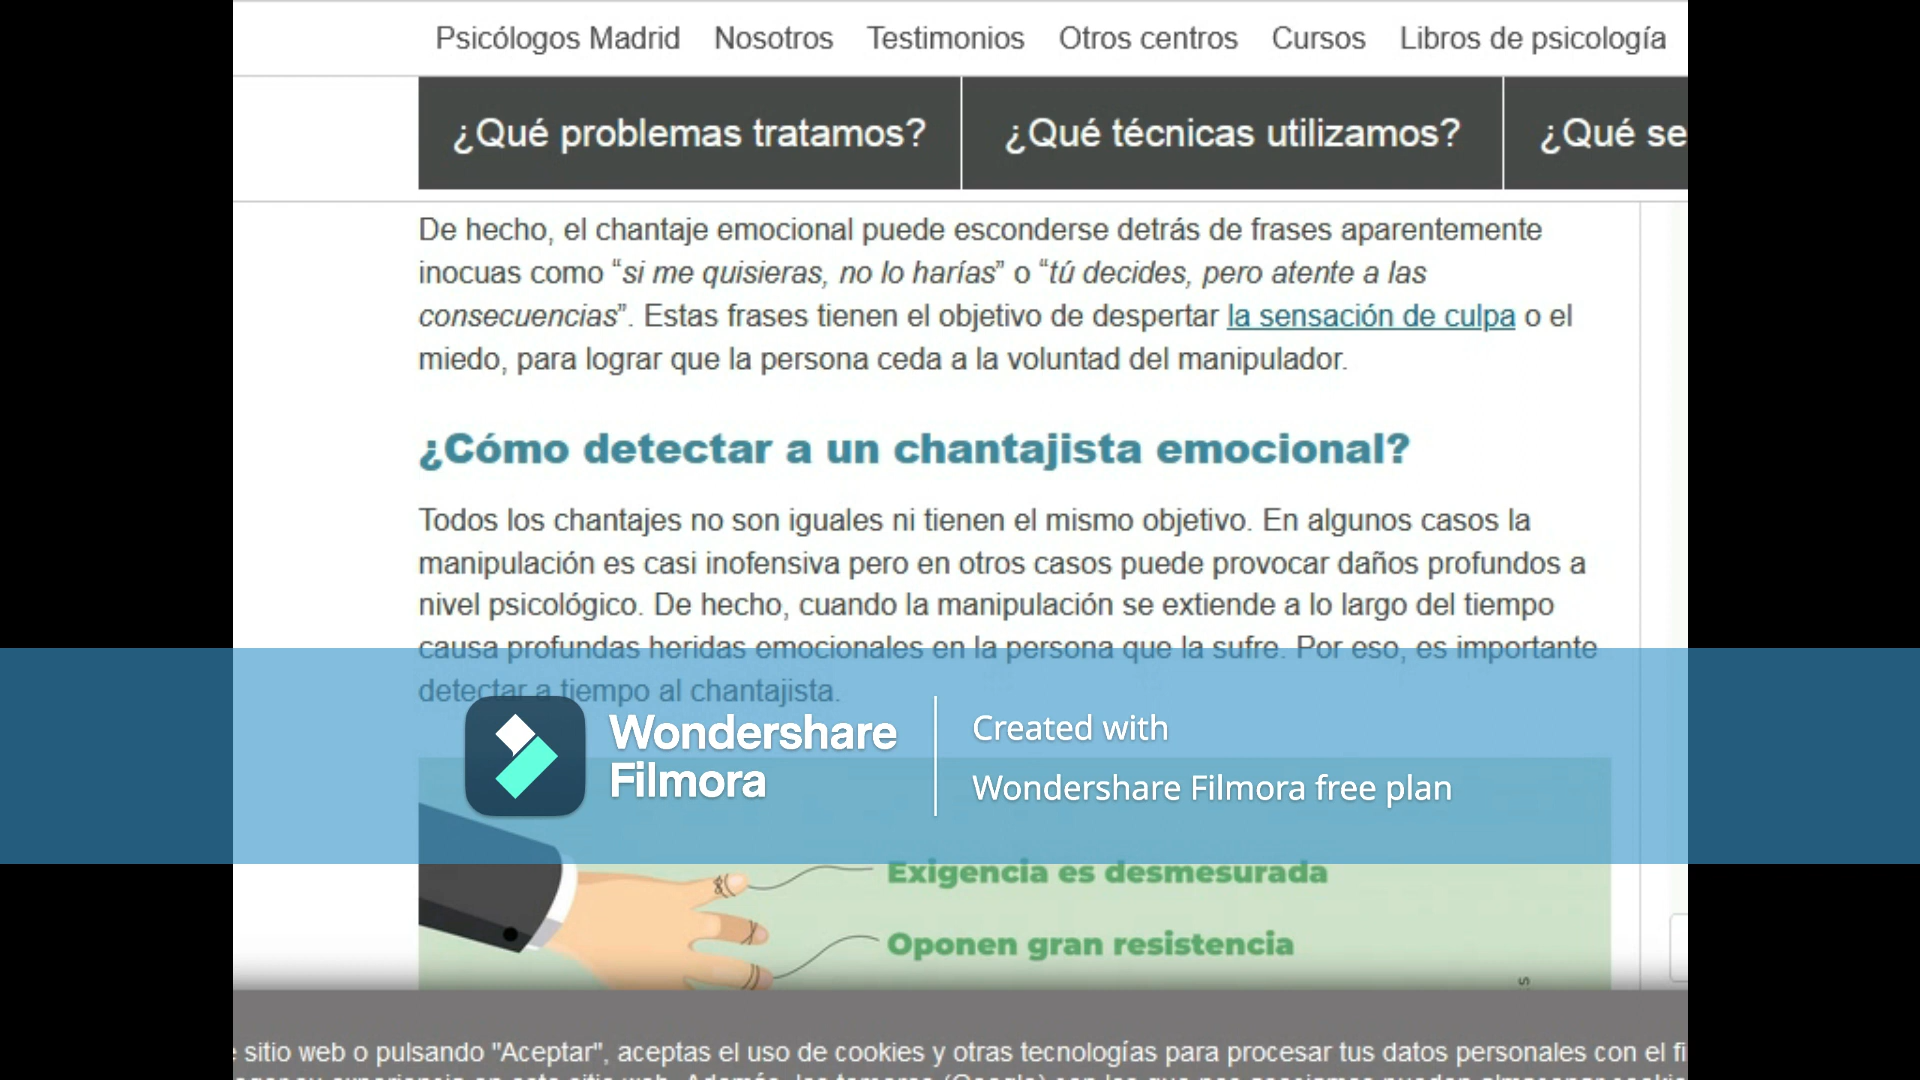 Psicólogos Madrid Nosotros Testimonios Otros centros Cursos Libros de psicología
¿Qué problemas tratamos? ¿Qué técnicas utilizamos? ¿Qué se
De hecho, el chantaje emocional puede esconderse detrás de frases aparentemente
inocuas como “si me quisieras, no lo harías” o “tú decides, pero atente a las
consecuencias”. Estas frases tienen el objetivo de despertar la sensación de culpa o el
miedo, para lograr que la persona ceda a la voluntad del manipulador.
¿Cómo detectar a un chantajista emocional?
Todos los chantajes no son iguales ni tienen el mismo objetivo. En algunos casos la
manipulación es casi inofensiva pero en otros casos puede provocar daños profundos a
nivel psicológico. De hecho, cuando la manipulación se extiende a lo largo del tiempo
causa profundas heridas emocionales en la persona que la sufre. Por eso, es importante
detectar a tiempo al chantajista.
Wondershare
Filmora
Created with
Wondershare Filmora free plan
Exigencia es desmesurada
Oponen gran resistencia
sitio web o pulsando "Aceptar", aceptas el uso de cookies y otras tecnologías para procesar tus datos personales con el fi